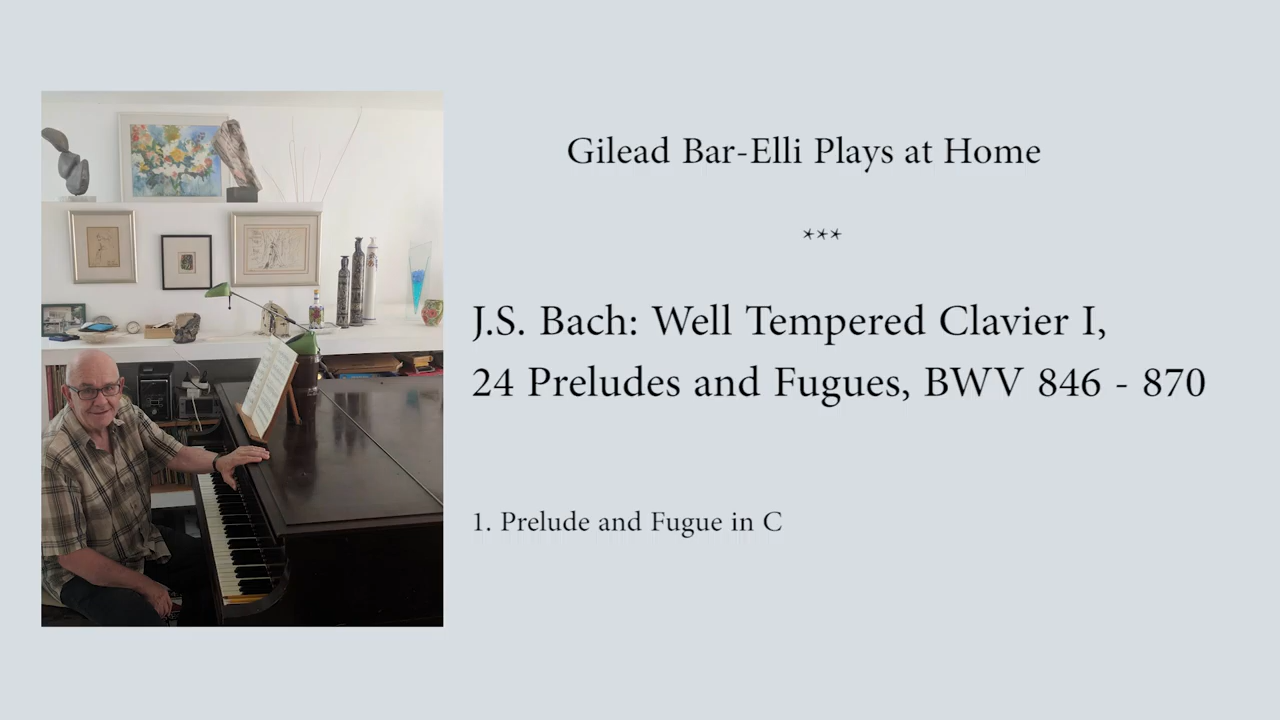 Gilead Bar-Elli Plays at Home
***
J.S. Bach: Well Tempered Clavier I,
24 Preludes and Fugues, BWV 846 - 870
1. Prelude and Fugue in C